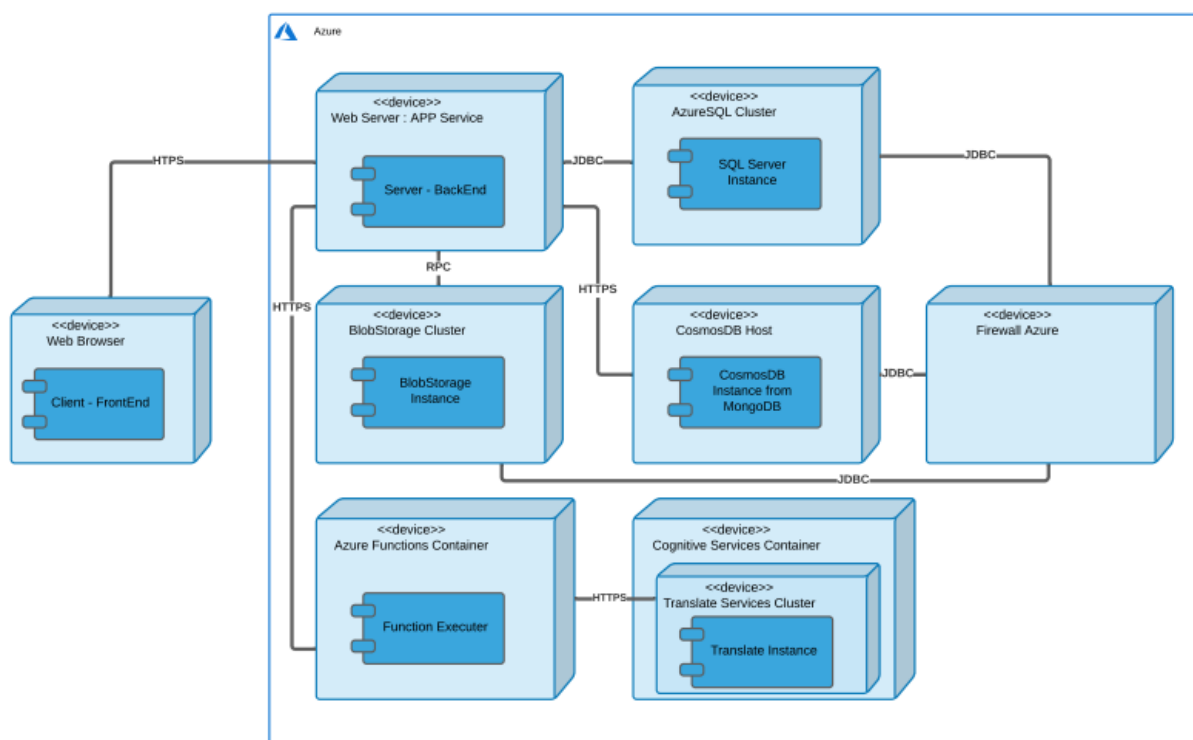 Azure
<<device>>
Web Server : APP Service
Server - BackEnd
<<device>>
AzureSQL Cluster
SQL Server
Instance
HTPS
JDBC
JDBC
RPC
HTTPS
HTTPS
<<device>>
Web Browser
Client - FrontEnd
<<device>>
BlobStorage Cluster
BlobStorage
Instance
<<device>>
CosmosDB Host
CosmosDB
Instance from
MongoDB
JDBC
<<device>>
Firewall Azure
JDBC
<<device>>
Azure Functions Container
Function Executer
HTTPS
<<device>>
Cognitive Services Container
<<device>>
Translate Services Cluster
Translate Instance